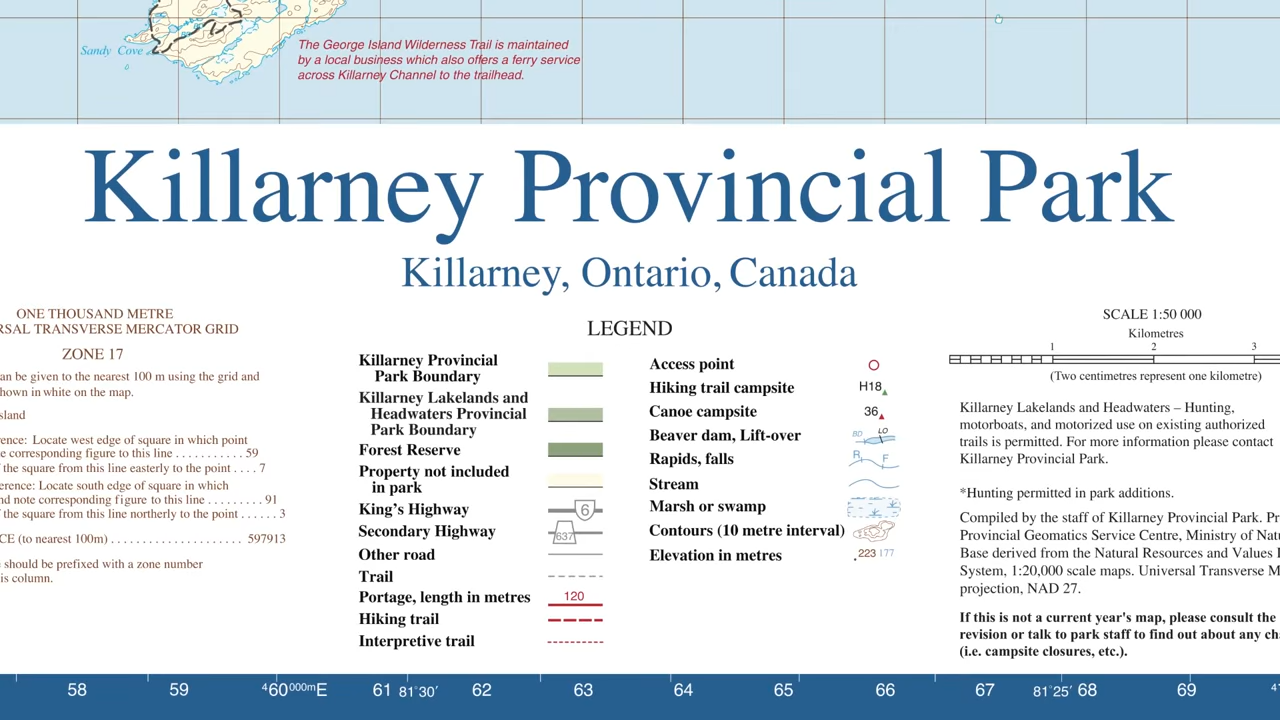 Sandy Cove
The George Island Wilderness Trail is maintained
by a local business which also offers a ferry service
across Killarney Channel to the trailhead.
Killarney Provincial Park
Killarney, Ontario, Canada
ONE THOUSAND METRE
RSAL TRANSVERSE MERCATOR GRID
ZONE 17
an be given to the nearest 100 m using the grid and
hown in white on the map.
sland
rence: Locate west edge of square in which point
e corresponding figure to this line . . . . . . . . . . . 59
f the square from this line easterly to the point . . . . 7
erence: Locate south edge of square in which
nd note corresponding figure to this line . . . . . . . . . 91
f the square from this line northerly to the point . . . . . . 3
CE (to nearest 100m) . . . . . . . . . . . . . . . . . . . . . . 597913
e should be prefixed with a zone number
is column.
LEGEND
Killarney Provincial
Park Boundary
Killarney Lakelands and
Headwaters Provincial
Park Boundary
Forest Reserve
Property not included
in park
King's Highway 6
Secondary Highway 637
Other road
Trail
Portage, length in metres 120
Hiking trail
Interpretive trail
Access point
Hiking trail campsite H18
Canoe campsite 36
Beaver dam, Lift-over BD LO
Rapids, falls R F
Stream
Marsh or swamp
Contours (10 metre interval)
Elevation in metres .223 177
SCALE 1:50 000
Kilometres
1 2 3
(Two centimetres represent one kilometre)
Killarney Lakelands and Headwaters – Hunting,
motorboats, and motorized use on existing authorized
trails is permitted. For more information please contact
Killarney Provincial Park.
*Hunting permitted in park additions.
Compiled by the staff of Killarney Provincial Park. Pr
Provincial Geomatics Service Centre, Ministry of Natu
Base derived from the Natural Resources and Values I
System, 1:20,000 scale maps. Universal Transverse M
projection, NAD 27.
If this is not a current year's map, please consult the
revision or talk to park staff to find out about any ch
(i.e. campsite closures, etc.).
58 59 460000mE 61 81°30′ 62 63 64 65 66 67 81°25′ 68 69 47